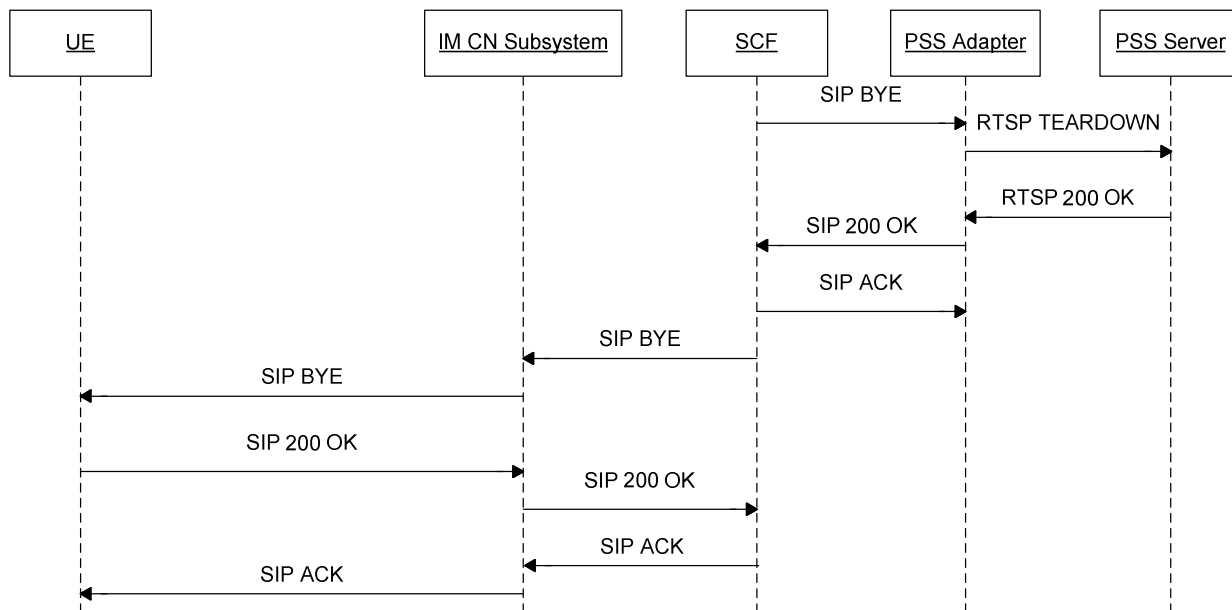 UE
IM CN Subsystem
SCF
PSS Adapter
PSS Server
SIP BYE
RTSP TEARDOWN
RTSP 200 OK
SIP 200 OK
SIP ACK
SIP BYE
SIP BYE
SIP 200 OK
SIP 200 OK
SIP ACK
SIP ACK